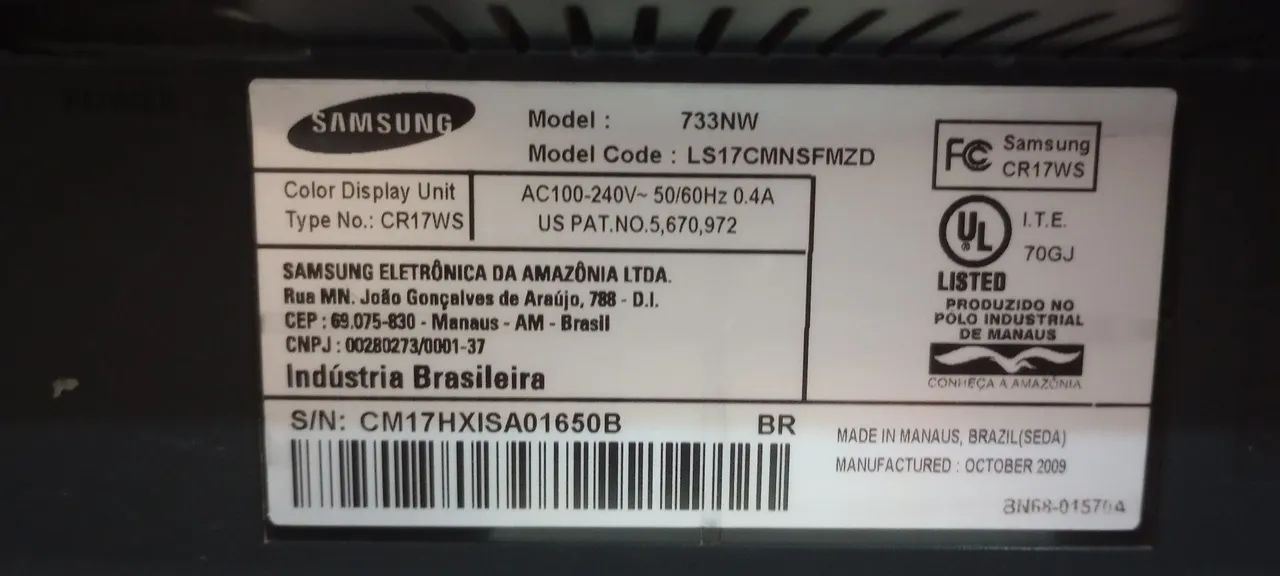 SAMSUNG
Model : 733NW
Model Code : LS17CMNSFMZD
Color Display Unit
Type No.: CR17WS
AC100-240V~ 50/60Hz 0.4A
US PAT.NO.5,670,972
FC Samsung
CR17WS
UL I.T.E.
70GJ
LISTED
SAMSUNG ELETRÔNICA DA AMAZÔNIA LTDA.
Rua MN. João Gonçalves de Araújo, 788 - D.I.
CEP : 69.075-830 - Manaus - AM - Brasil
CNPJ : 00280273/0001-37
Indústria Brasileira
PRODUZIDO NO
PÓLO INDUSTRIAL
DE MANAUS
CONHEÇA A AMAZÔNIA
S/N: CM17HXISA01650B BR
MADE IN MANAUS, BRAZIL(SEDA)
MANUFACTURED : OCTOBER 2009